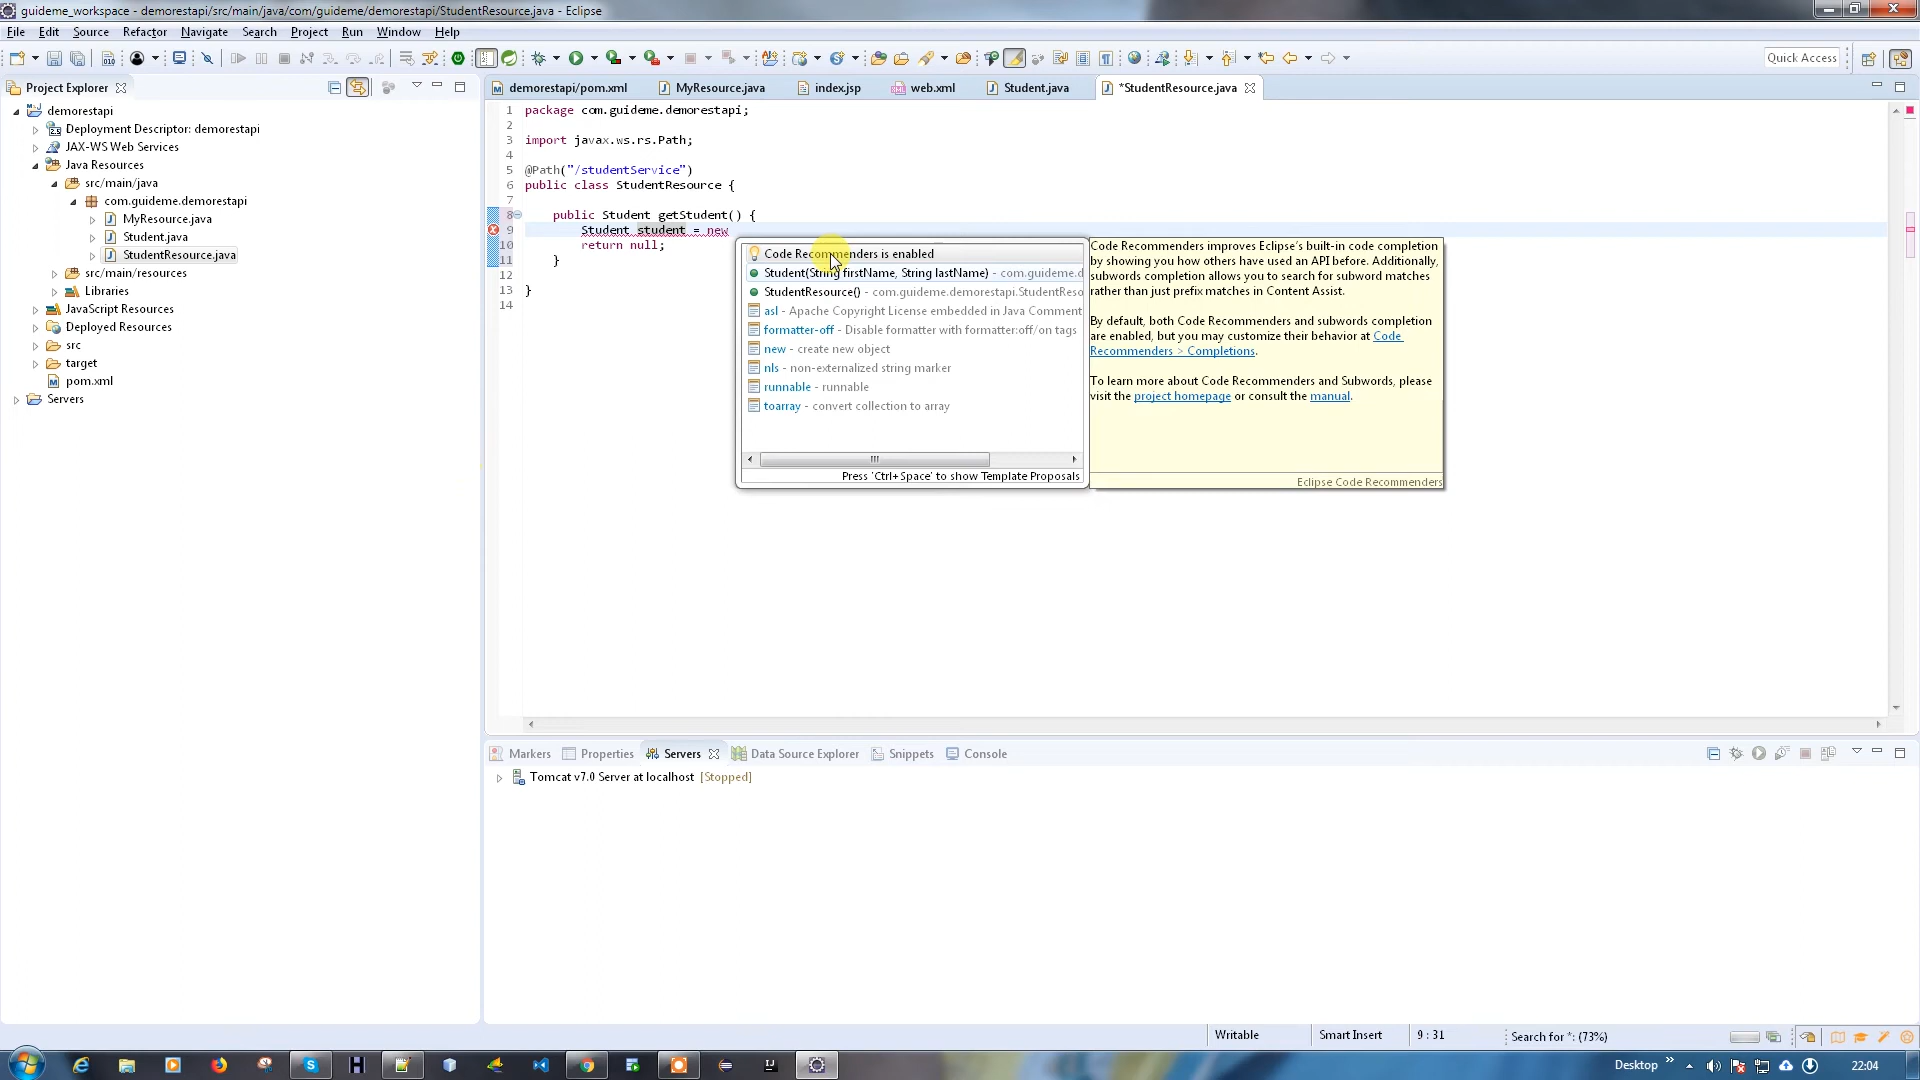 guideme_workspace - demorestapi/src/main/java/com/guideme/demorestapi/StudentResource.java - Eclipse
File Edit Source Refactor Navigate Search Project Run Window Help
Quick Access
Project Explorer
demorestapi/pom.xml MyResource.java index.jsp web.xml Student.java *StudentResource.java
demorestapi
Deployment Descriptor: demorestapi
JAX-WS Web Services
Java Resources
src/main/java
com.guideme.demorestapi
MyResource.java
Student.java
StudentResource.java
src/main/resources
Libraries
JavaScript Resources
Deployed Resources
src
target
pom.xml
Servers
1 package com.guideme.demorestapi;
2
3 import javax.ws.rs.Path;
4
5 @Path("/studentService")
6 public class StudentResource {
7
8 public Student getStudent() {
9 Student student = new
10 return null;
11 }
12
13 }
14
Code Recommenders is enabled
Student(String firstName, String lastName) - com.guideme.d
StudentResource() - com.guideme.demorestapi.StudentReso
asl - Apache Copyright License embedded in Java Comment
formatter-off - Disable formatter with formatter:off/on tags
new - create new object
nls - non-externalized string marker
runnable - runnable
toarray - convert collection to array
Press 'Ctrl+Space' to show Template Proposals
Code Recommenders improves Eclipse's built-in code completion
by showing you how others have used an API before. Additionally,
subwords completion allows you to search for subword matches
rather than just prefix matches in Content Assist.
By default, both Code Recommenders and subwords completion
are enabled, but you may customize their behavior at Code
Recommenders > Completions.
To learn more about Code Recommenders and Subwords, please
visit the project homepage or consult the manual.
Eclipse Code Recommenders
Markers Properties Servers Data Source Explorer Snippets Console
Tomcat v7.0 Server at localhost [Stopped]
Writable Smart Insert 9 : 31 Search for *: (73%)
Desktop 22:04